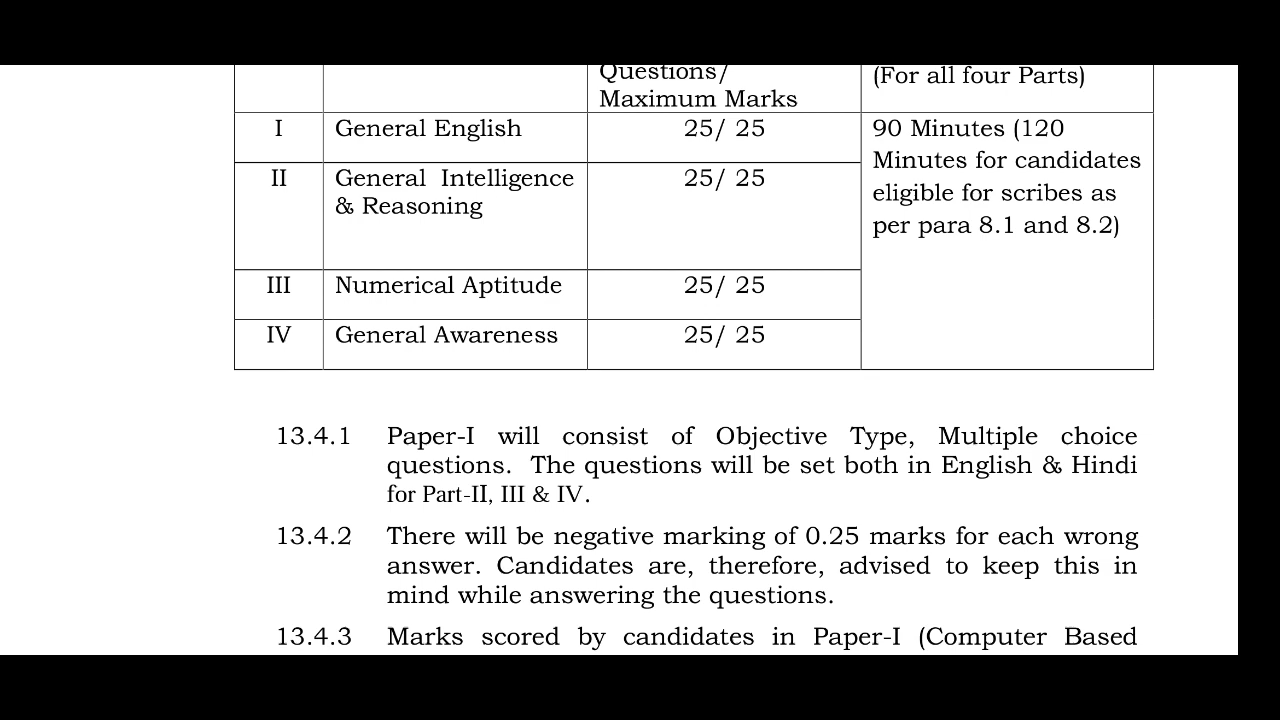 Questions/
Maximum Marks
(For all four Parts)
I General English 25/ 25 90 Minutes (120
Minutes for candidates
eligible for scribes as
per para 8.1 and 8.2)
II General Intelligence 25/ 25
& Reasoning
III Numerical Aptitude 25/ 25
IV General Awareness 25/ 25
13.4.1 Paper-I will consist of Objective Type, Multiple choice
questions. The questions will be set both in English & Hindi
for Part-II, III & IV.
13.4.2 There will be negative marking of 0.25 marks for each wrong
answer. Candidates are, therefore, advised to keep this in
mind while answering the questions.
13.4.3 Marks scored by candidates in Paper-I (Computer Based